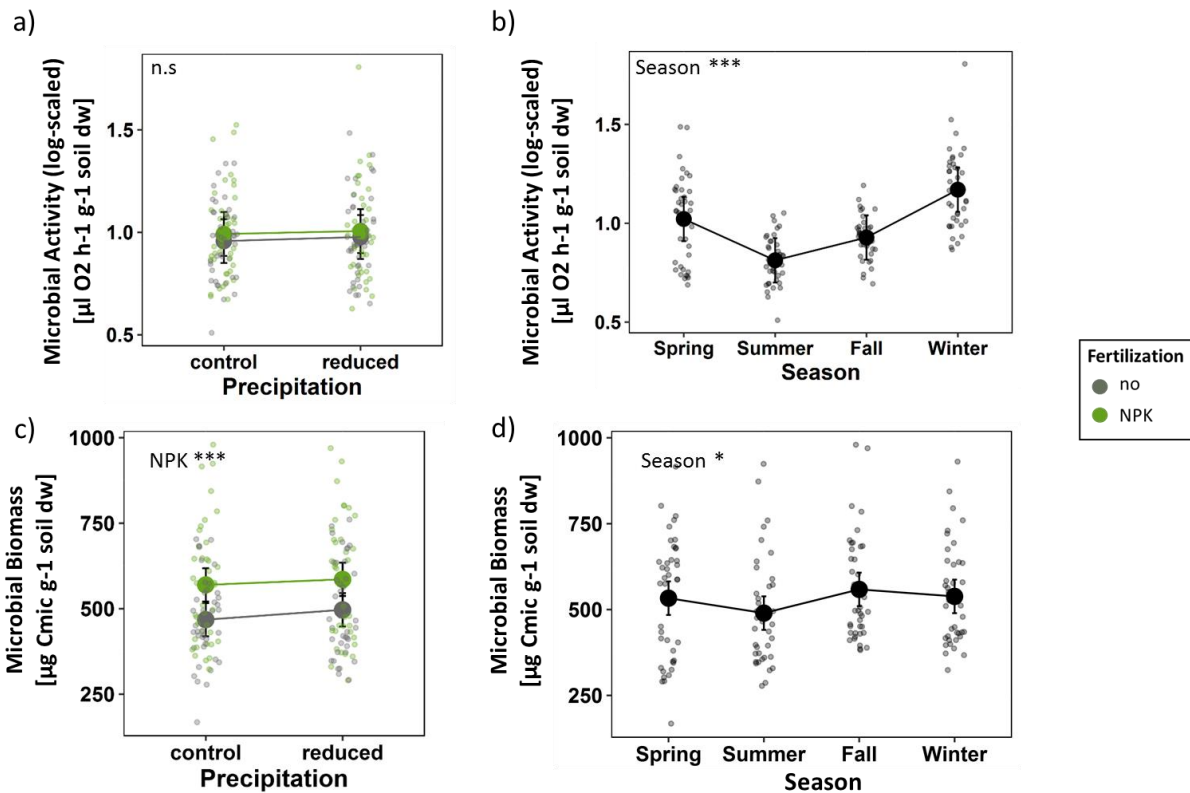 a)
n.s
Microbial Activity (log-scaled)
[µl O2 h-1 g-1 soil dw]
1.5
1.0
0.5
control
reduced
Precipitation
b)
Season ***
Microbial Activity (log-scaled)
[µl O2 h-1 g-1 soil dw]
1.5
1.0
0.5
Spring
Summer
Fall
Winter
Season
Fertilization
no
NPK
c)
NPK ***
Microbial Biomass
[µg Cmic g-1 soil dw]
1000
750
500
250
control
reduced
Precipitation
d)
Season *
Microbial Biomass
[µg Cmic g-1 soil dw]
1000
750
500
250
Spring
Summer
Fall
Winter
Season